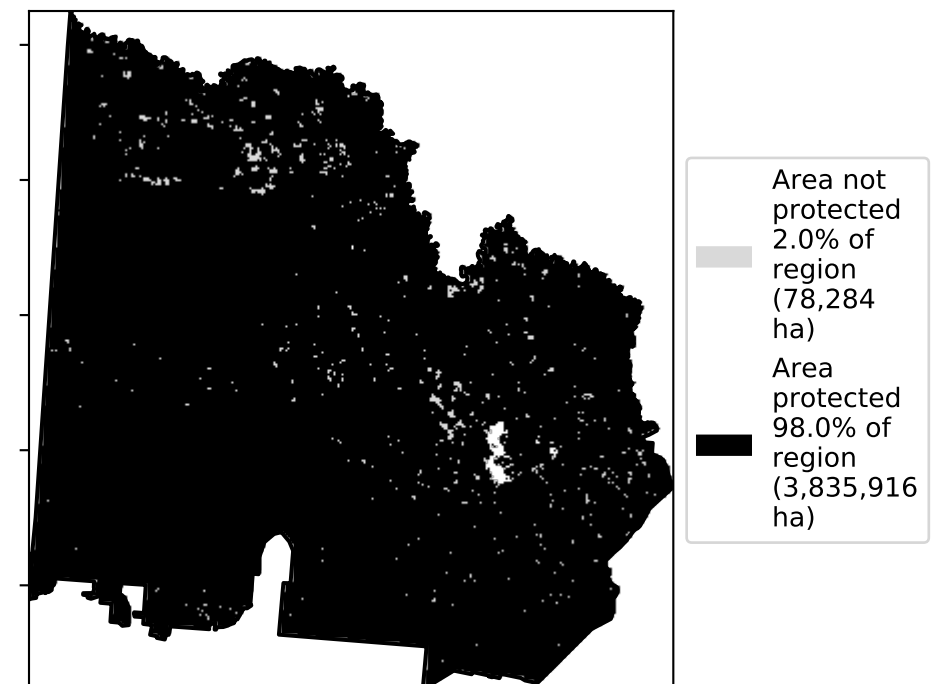 Area not
protected
2.0% of
region
(78,284
ha)
Area
protected
98.0% of
region
(3,835,916
ha)